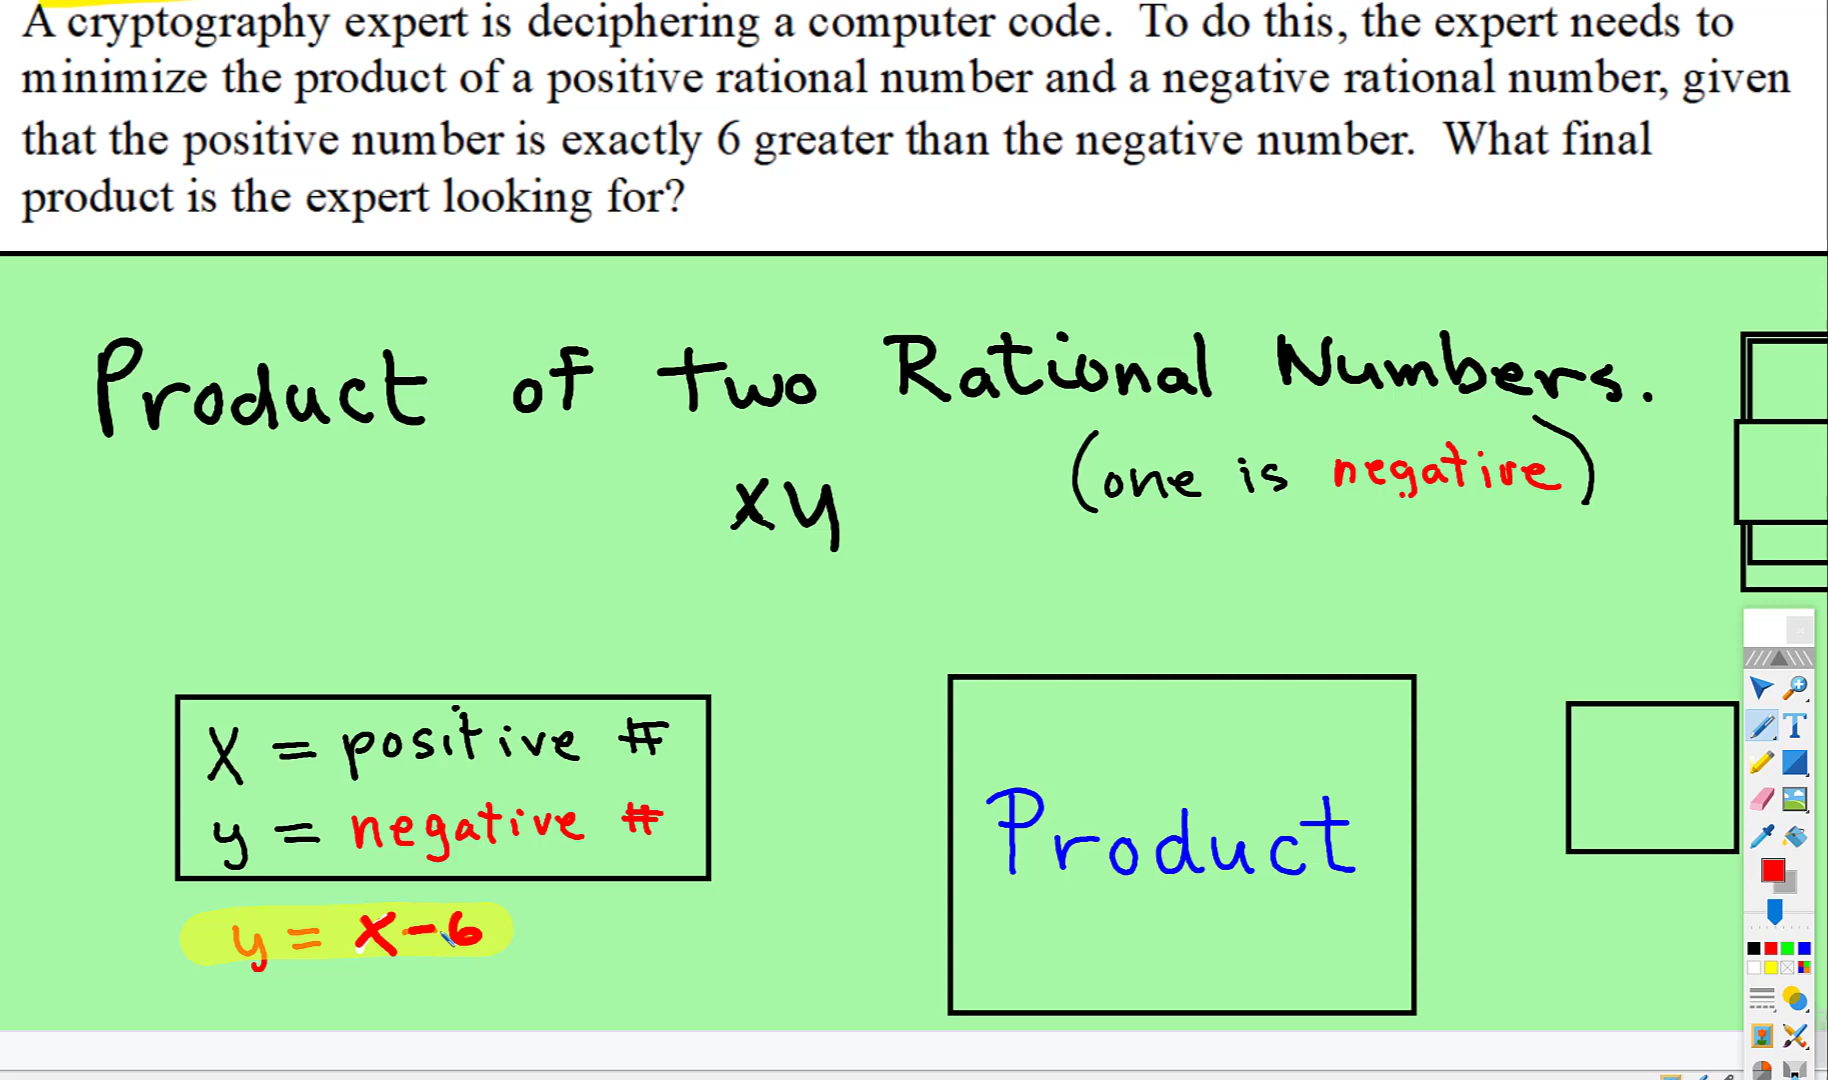 A cryptography expert is deciphering a computer code. To do this, the expert needs to
minimize the product of a positive rational number and a negative rational number, given
that the positive number is exactly 6 greater than the negative number. What final
product is the expert looking for?
Product of two Rational Numbers.
(one is negative)
xy
x = positive #
y = negative #
y = x-6
Product